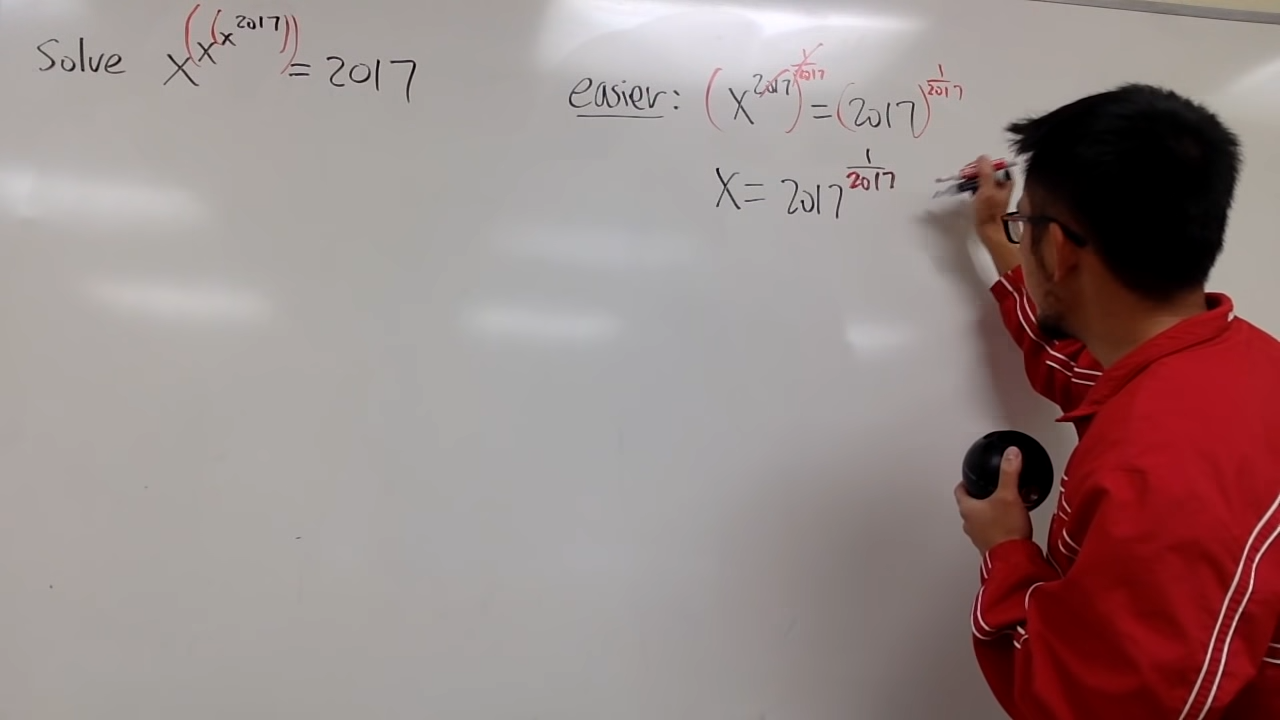 Solve x^(x^(x^2017)) = 2017
easier: (x^2017)^(1/2017) = (2017)^(1/2017)
x = 2017^(1/2017)